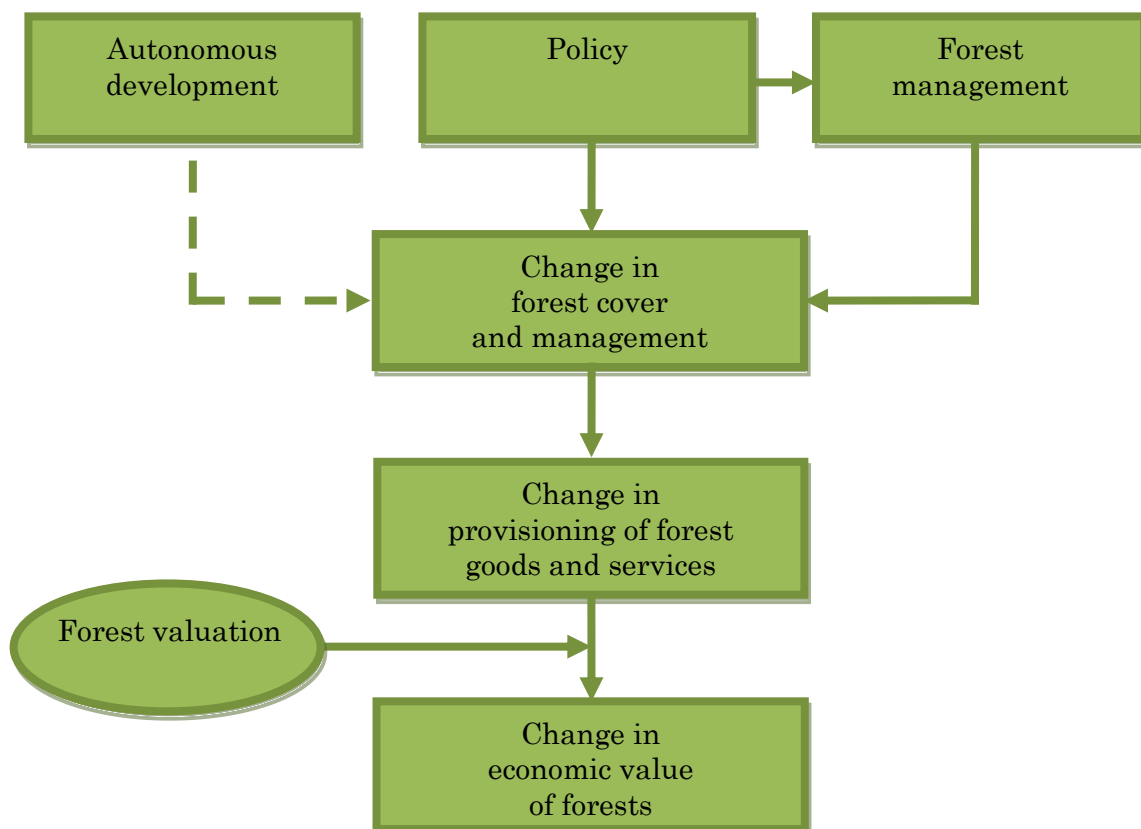 Autonomous
development
Policy
Forest
management
Change in
forest cover
and management
Change in
provisioning of forest
goods and services
Forest valuation
Change in
economic value
of forests